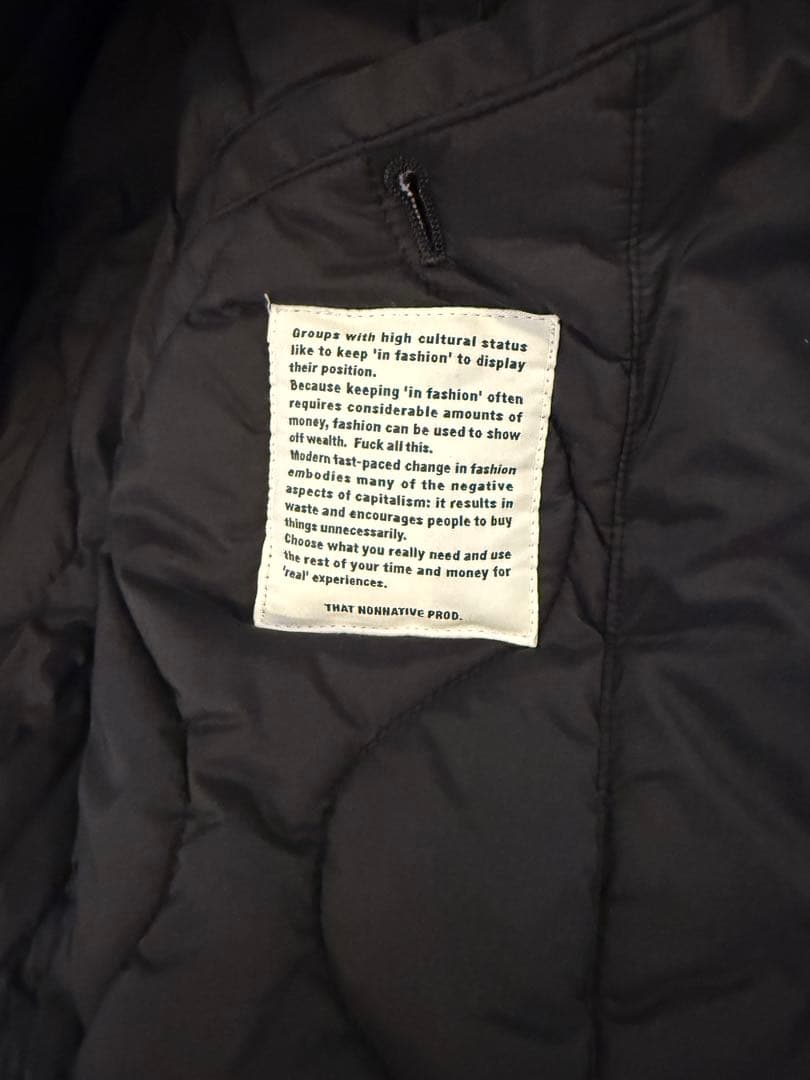 Groups with high cultural status
like to keep 'in fashion' to display
their position.
Because keeping 'in fashion' often
requires considerable amounts of
money, fashion can be used to show
off wealth. Fuck all this.
Modern fast-paced change in fashion
embodies many of the negative
aspects of capitalism: it results in
waste and encourages people to buy
things unnecessarily.
Choose what you really need and use
the rest of your time and money for
'real' experiences.
THAT NONNATIVE PROD.